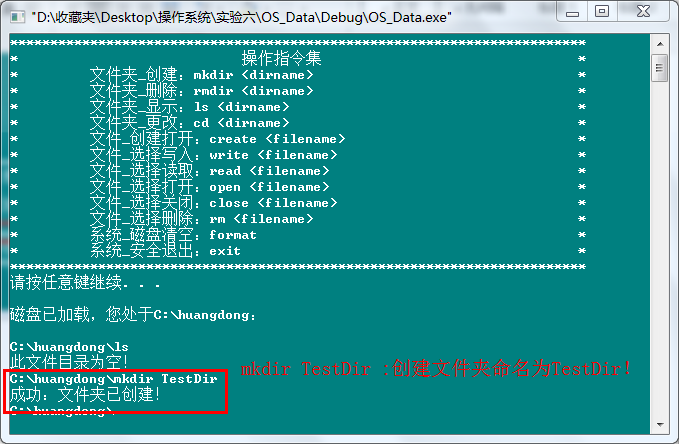 "D:\收藏夹\Desktop\操作系统\实验六\OS_Data\Debug\OS_Data.exe"
************************************************************************
* 操作指令集 *
* 文件夹_创建：mkdir <dirname> *
* 文件夹_删除：rmdir <dirname> *
* 文件夹_显示：ls <dirname> *
* 文件夹_更改：cd <dirname> *
* 文件_创建打开：create <filename> *
* 文件_选择写入：write <filename> *
* 文件_选择读取：read <filename> *
* 文件_选择打开：open <filename> *
* 文件_选择关闭：close <filename> *
* 文件_选择删除：rm <filename> *
* 系统_磁盘清空：format *
* 系统_安全退出：exit *
************************************************************************
请按任意键继续. . .
磁盘已加载，您处于C:\huangdong：
C:\huangdong\ls
此文件目录为空！
C:\huangdong\mkdir TestDir
mkdir TestDir :创建文件夹命名为TestDir！
成功：文件夹已创建！
C:\huangdong\